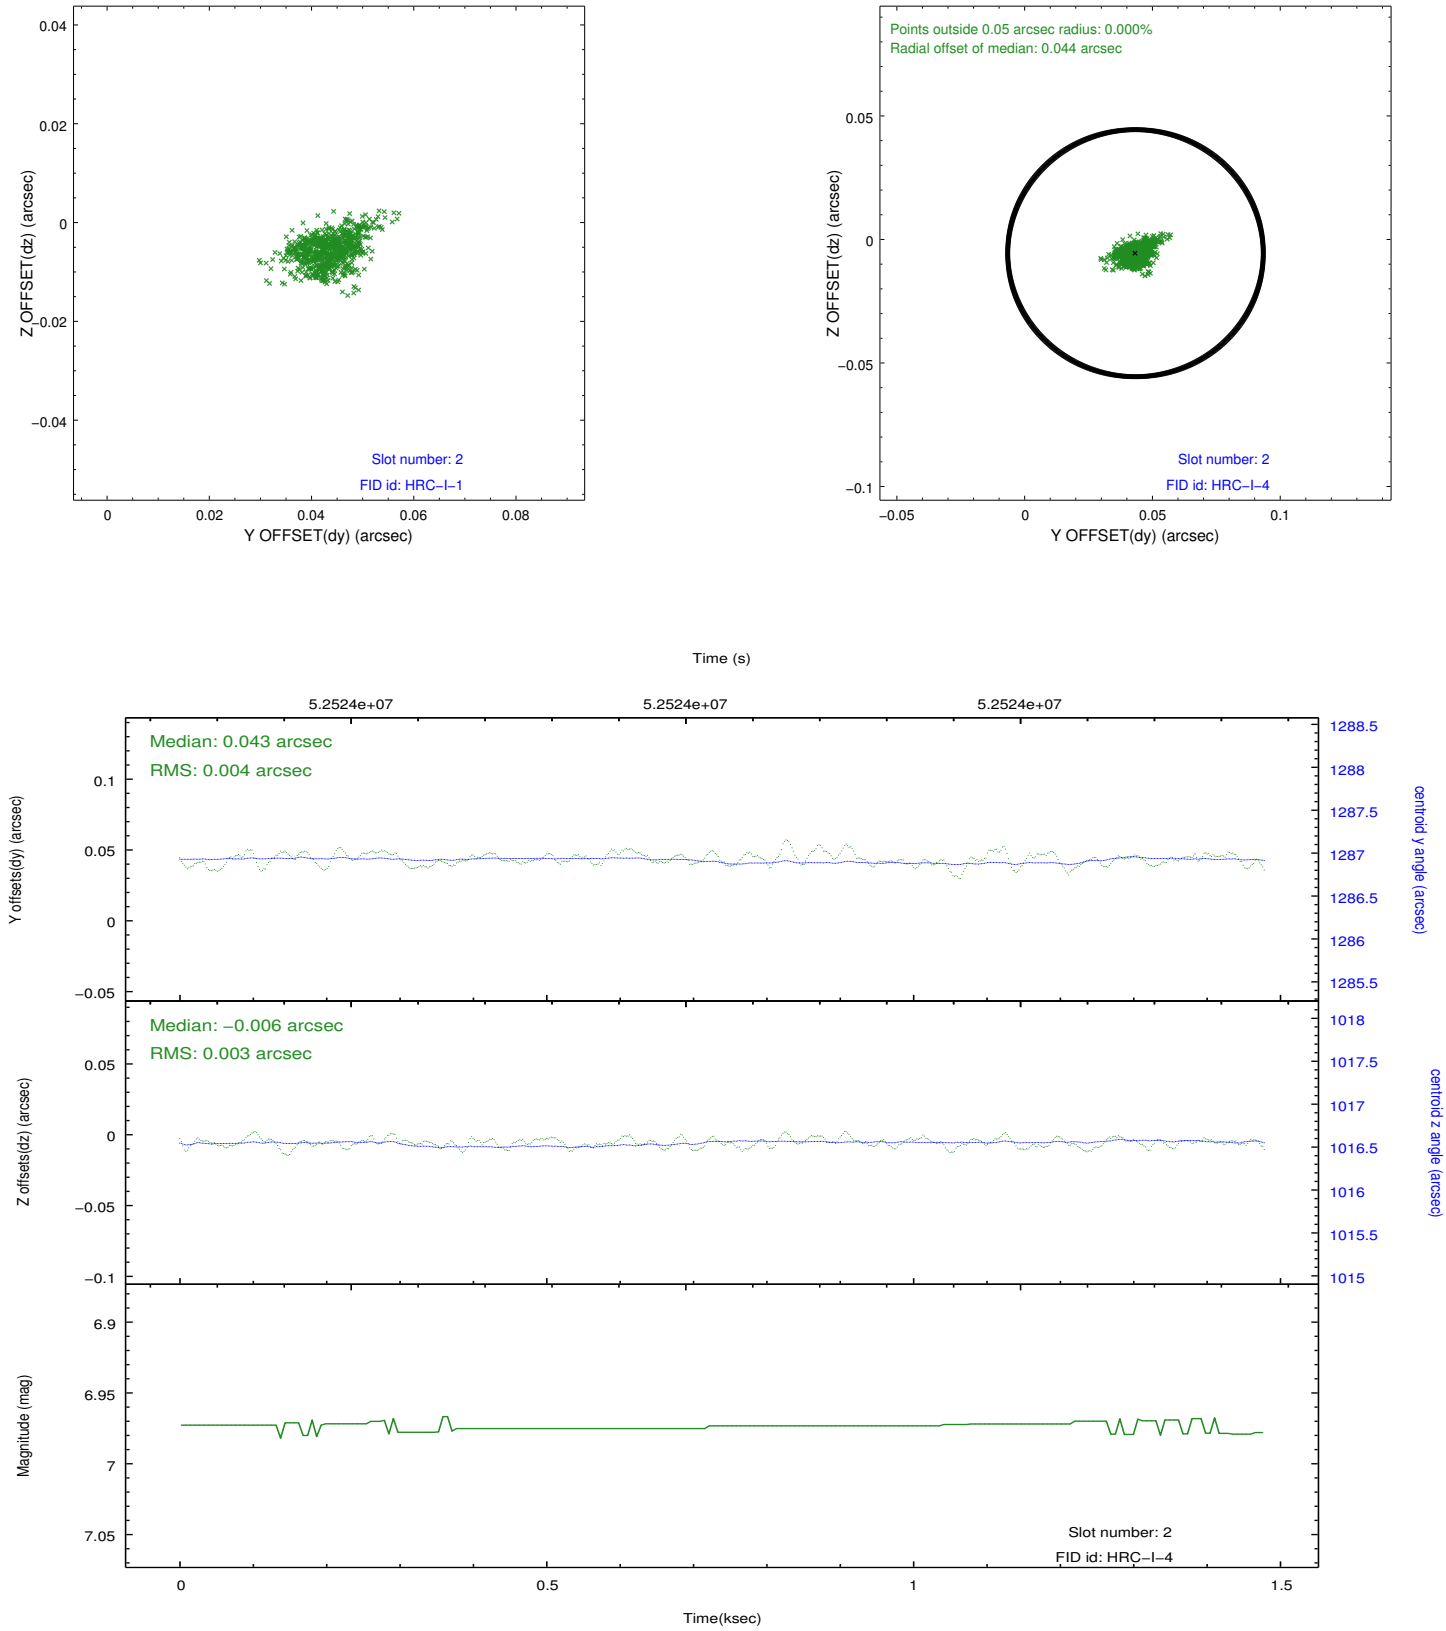 0.04
0.02
0
−0.02
−0.04
Z OFFSET(dz) (arcsec)
Slot number: 2
FID id: HRC−I−1
0
0.02
0.04
0.06
0.08
Y OFFSET(dy) (arcsec)
Points outside 0.05 arcsec radius: 0.000%
Radial offset of median: 0.044 arcsec
0.05
0
−0.05
−0.1
Z OFFSET(dz) (arcsec)
Slot number: 2
FID id: HRC−I−4
−0.05
0
0.05
0.1
Y OFFSET(dy) (arcsec)
Time (s)
5.2524e+07
5.2524e+07
5.2524e+07
Median: 0.043 arcsec
RMS: 0.004 arcsec
0.1
0.05
0
−0.05
Y offsets(dy) (arcsec)
1288.5
1288
1287.5
1287
1286.5
1286
1285.5
centroid y angle (arcsec)
Median: −0.006 arcsec
RMS: 0.003 arcsec
0.05
0
−0.05
−0.1
Z offsets(dz) (arcsec)
1018
1017.5
1017
1016.5
1016
1015.5
1015
centroid z angle (arcsec)
6.9
6.95
7
7.05
Magnitude (mag)
Slot number: 2
FID id: HRC−I−4
0
0.5
1
1.5
Time(ksec)